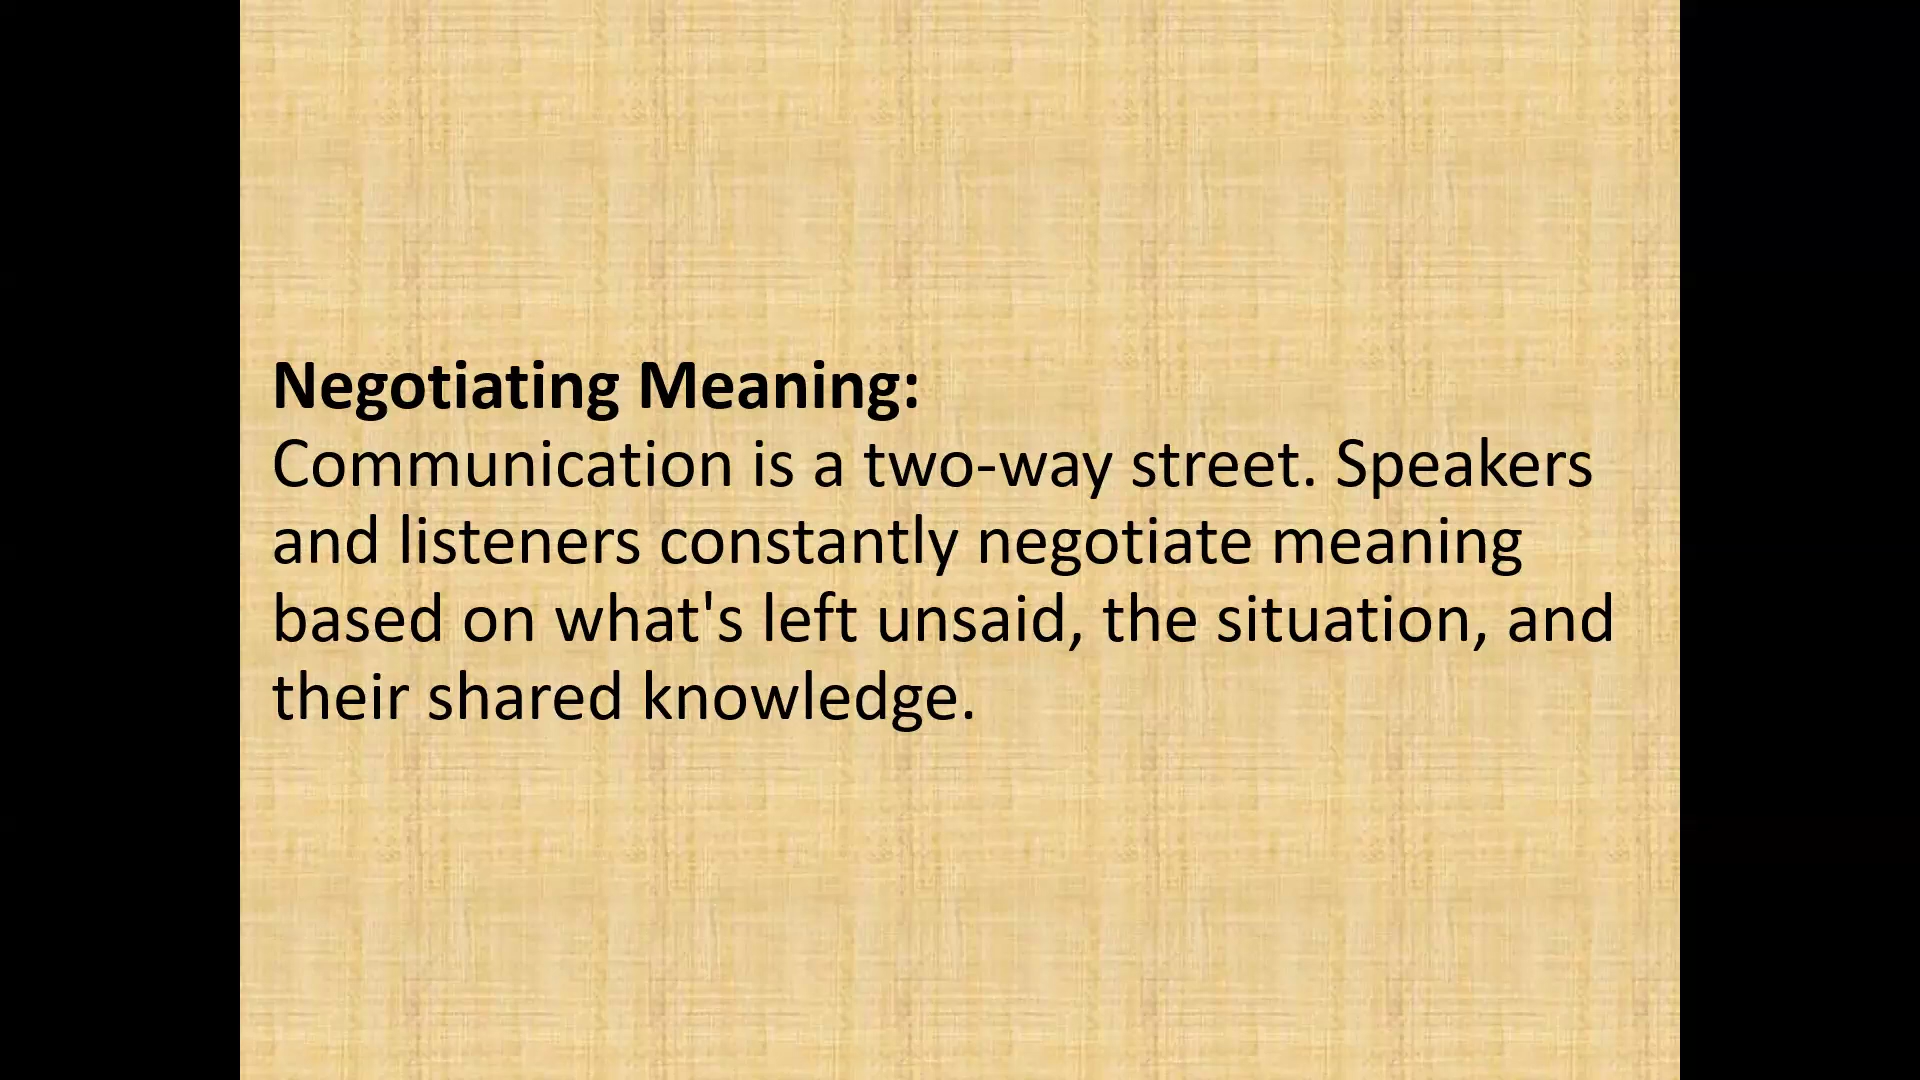 Negotiating Meaning:
Communication is a two-way street. Speakers
and listeners constantly negotiate meaning
based on what's left unsaid, the situation, and
their shared knowledge.